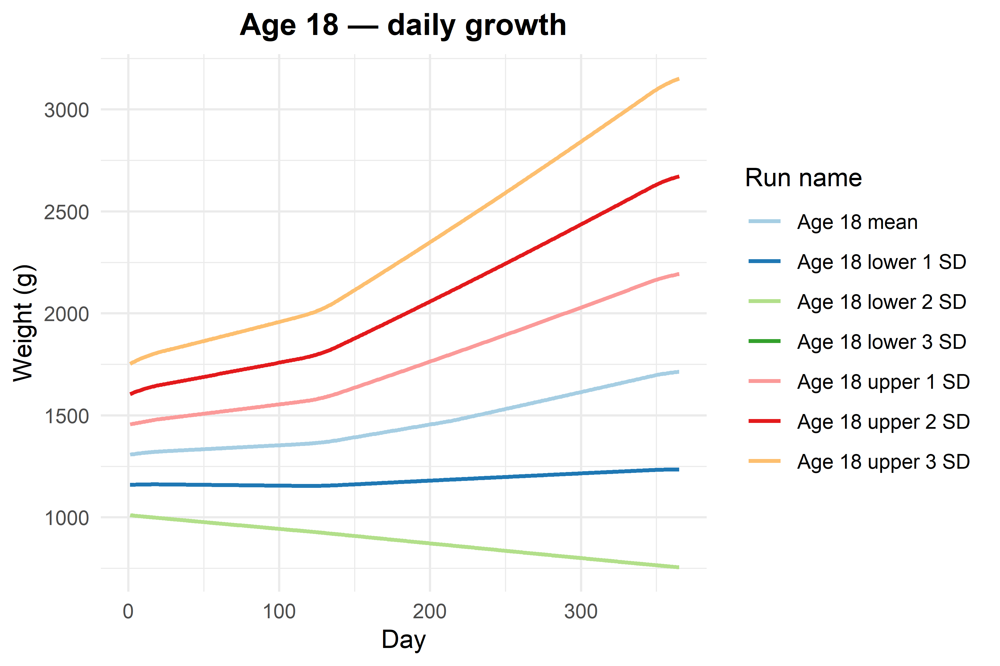 Age 18 — daily growth
Weight (g)
3000
2500
2000
1500
1000
0 100 200 300
Day
Run name
Age 18 mean
Age 18 lower 1 SD
Age 18 lower 2 SD
Age 18 lower 3 SD
Age 18 upper 1 SD
Age 18 upper 2 SD
Age 18 upper 3 SD